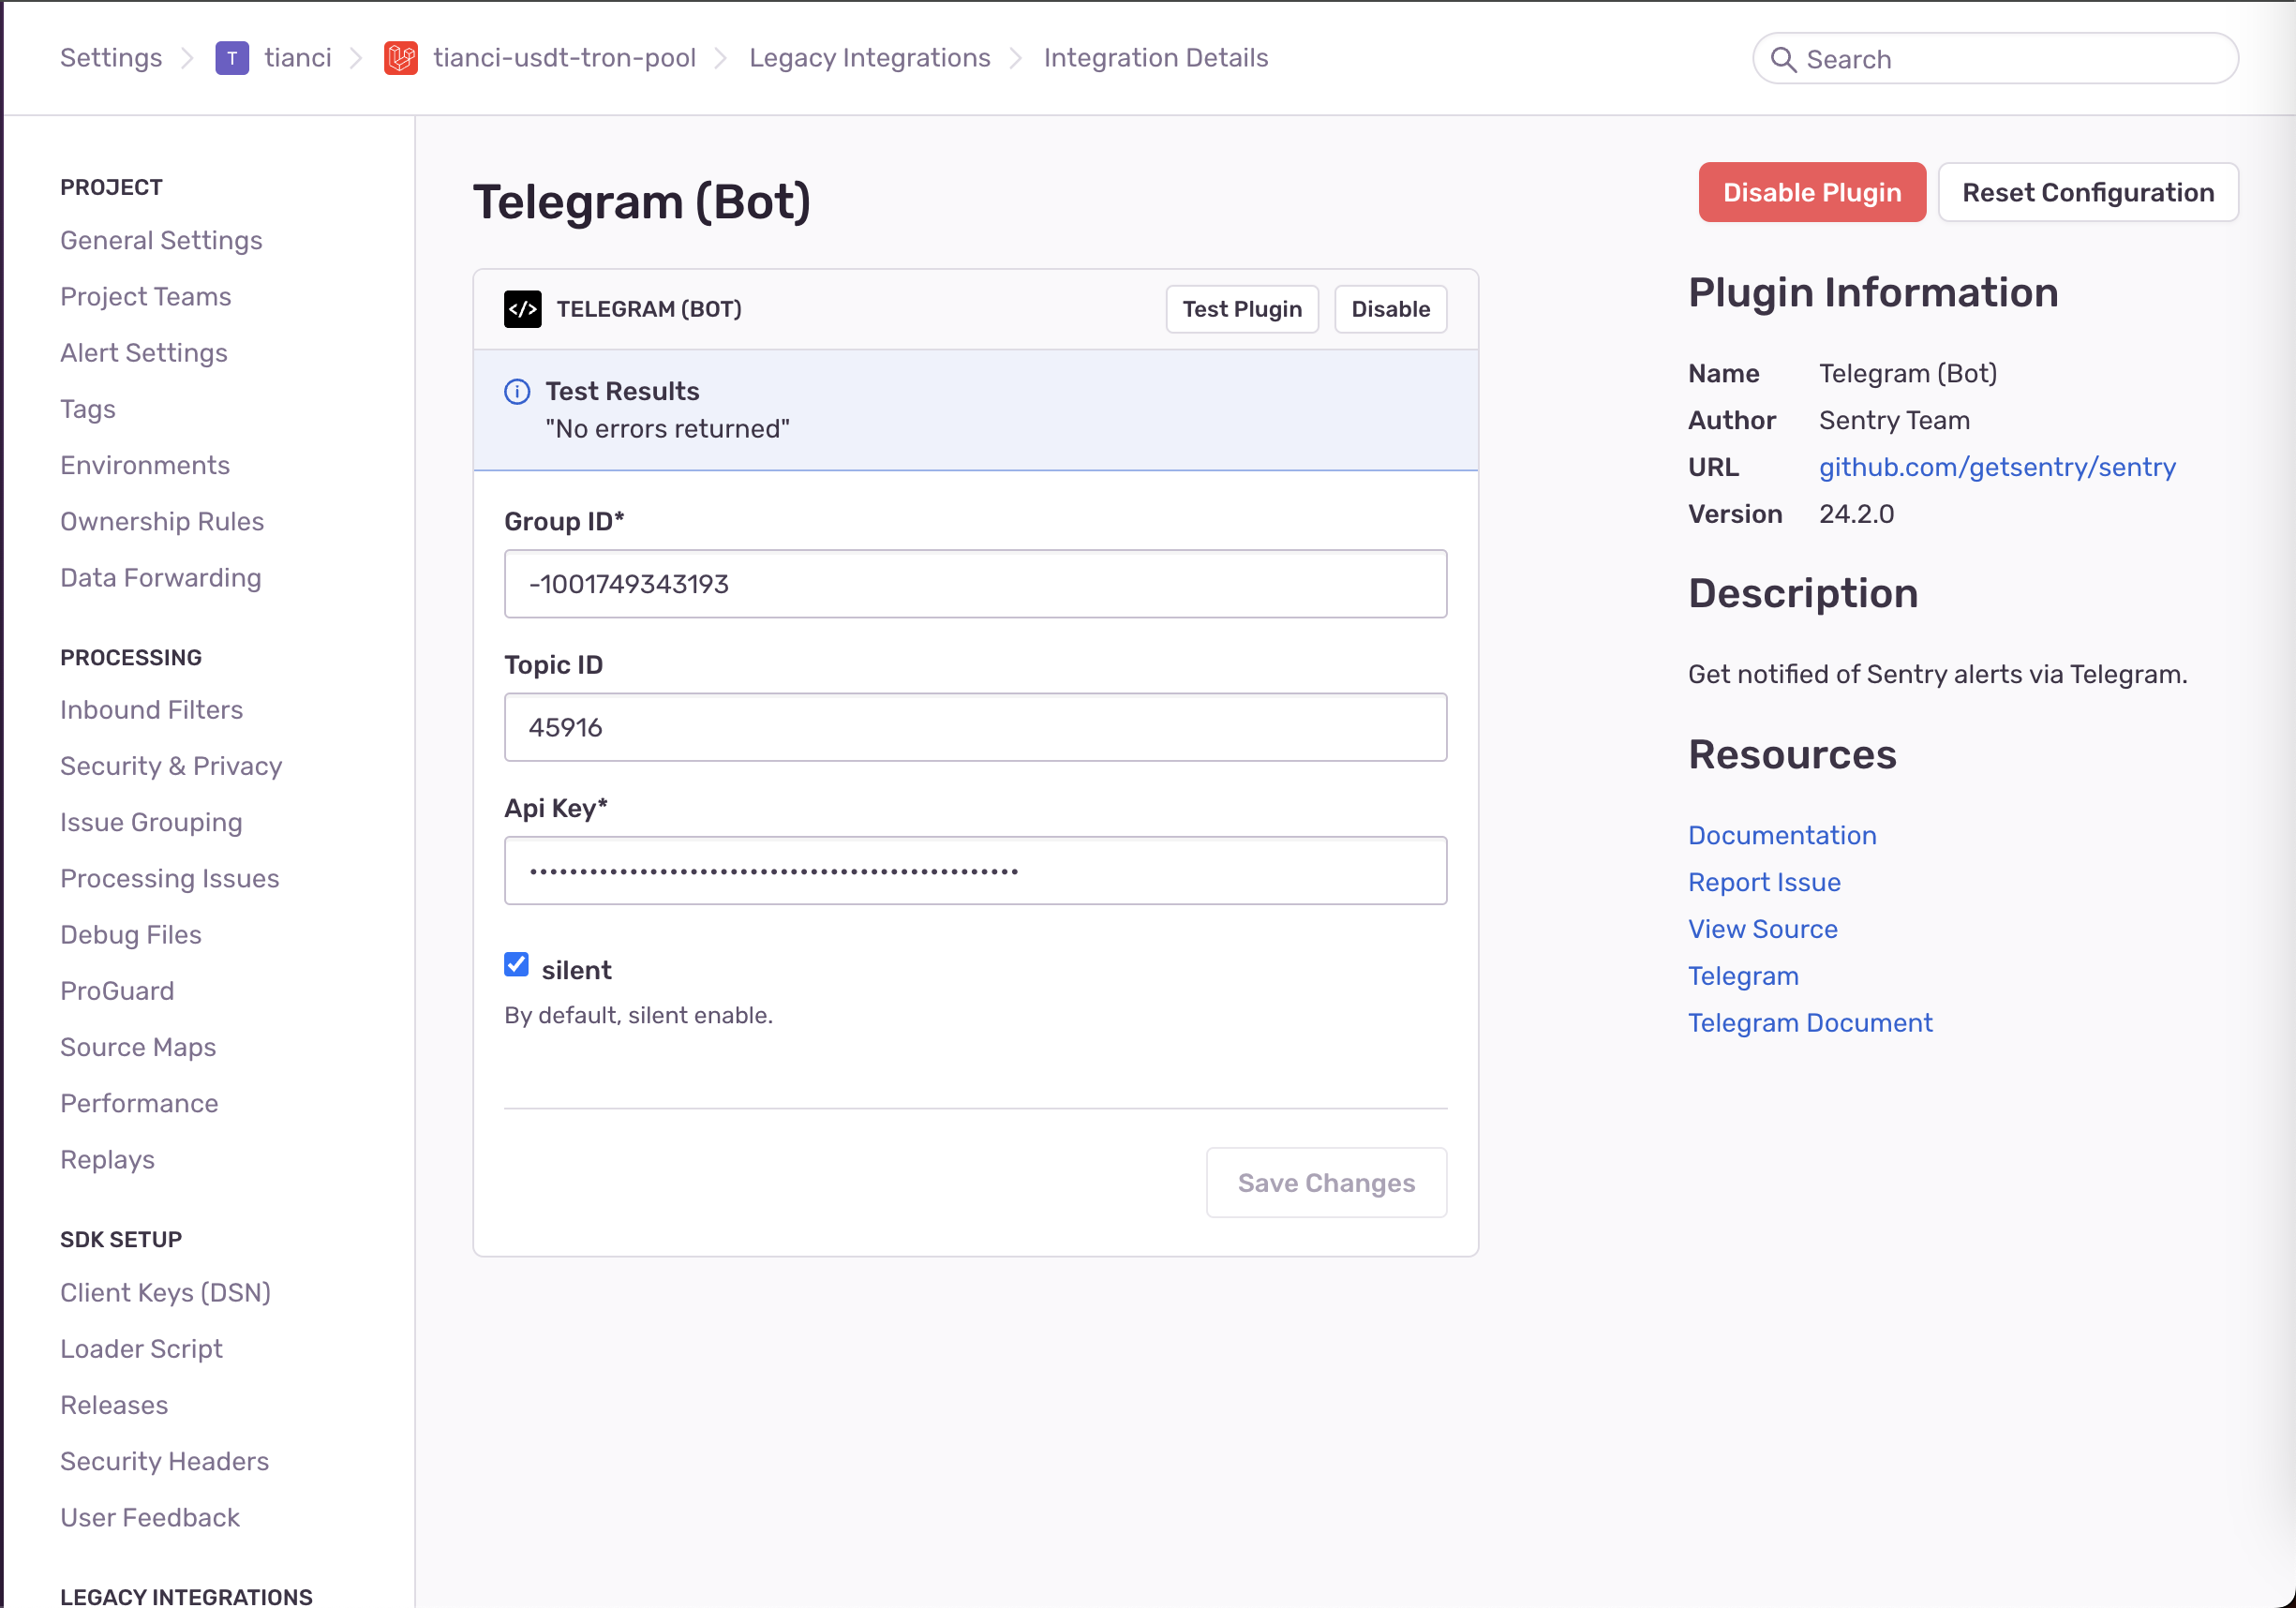 Settings > T tianci > tianci-usdt-tron-pool > Legacy Integrations > Integration Details
Search
PROJECT
General Settings
Project Teams
Alert Settings
Tags
Environments
Ownership Rules
Data Forwarding
PROCESSING
Inbound Filters
Security & Privacy
Issue Grouping
Processing Issues
Debug Files
ProGuard
Source Maps
Performance
Replays
SDK SETUP
Client Keys (DSN)
Loader Script
Releases
Security Headers
User Feedback
LEGACY INTEGRATIONS
Telegram (Bot)
Disable Plugin
Reset Configuration
</> TELEGRAM (BOT)
Test Plugin
Disable
Test Results
"No errors returned"
Group ID*
-1001749343193
Topic ID
45916
Api Key*
•••••••••••••••••••••••••••••••••••••••••••••••••
silent
By default, silent enable.
Save Changes
Plugin Information
Name Telegram (Bot)
Author Sentry Team
URL github.com/getsentry/sentry
Version 24.2.0
Description
Get notified of Sentry alerts via Telegram.
Resources
Documentation
Report Issue
View Source
Telegram
Telegram Document